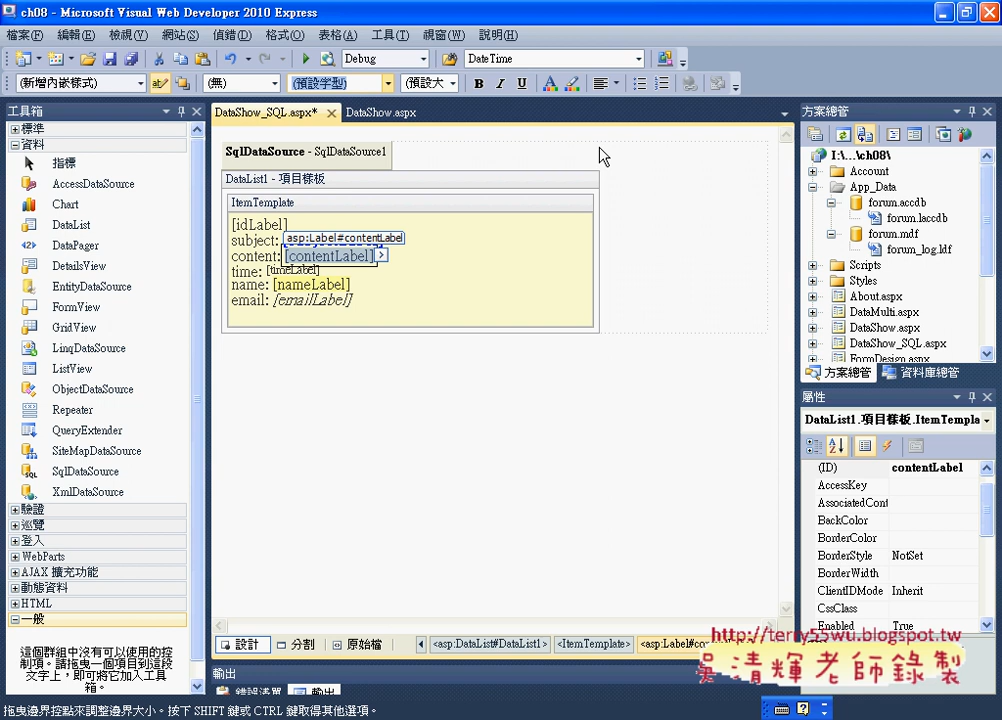 ch08 - Microsoft Visual Web Developer 2010 Express
檔案(F) 編輯(E) 檢視(V) 網站(S) 偵錯(D) 格式(O) 表格(A) 工具(T) 視窗(W) 說明(H)
Debug DateTime
(新增內嵌樣式) (無) (預設字型) (預設大 B I U A
工具箱
標準
資料
指標
AccessDataSource
Chart
DataList
DataPager
DetailsView
EntityDataSource
FormView
GridView
LinqDataSource
ListView
ObjectDataSource
Repeater
QueryExtender
SiteMapDataSource
SqlDataSource
XmlDataSource
驗證
巡覽
登入
WebParts
AJAX 擴充功能
動態資料
HTML
一般
這個群組中沒有可以使用的控
制項。請拖曳一個項目到這段
文字上，即可將它加入工具
箱。
DataShow_SQL.aspx* DataShow.aspx
SqlDataSource - SqlDataSource1
DataList1 - 項目樣板
ItemTemplate
[idLabel]
subject:
asp:Label#contentLabel
content: [contentLabel]
time: [timeLabel]
name: [nameLabel]
email: [emailLabel]
設計 分割 原始檔 <asp:DataList#DataList1> <ItemTemplate> <asp:Label#co
輸出
錯誤清單 輸出
方案總管
I:\...\ch08\
Account
App_Data
forum.accdb
forum.laccdb
forum.mdf
forum_log.ldf
Scripts
Styles
About.aspx
DataMulti.aspx
DataShow.aspx
DataShow_SQL.aspx
FormDesign.aspx
方案總管 資料庫總管
屬性
DataList1.項目樣板.ItemTempla
(ID) contentLabel
AccessKey
AssociatedCont
BackColor
BorderColor
BorderStyle NotSet
BorderWidth
ClientIDMode Inherit
CssClass
Enabled True
http://terry55wu.blogspot.tw
吳清輝老師錄製
拖曳邊界控點來調整邊界大小。按下 SHIFT 鍵或 CTRL 鍵取得其他選項。